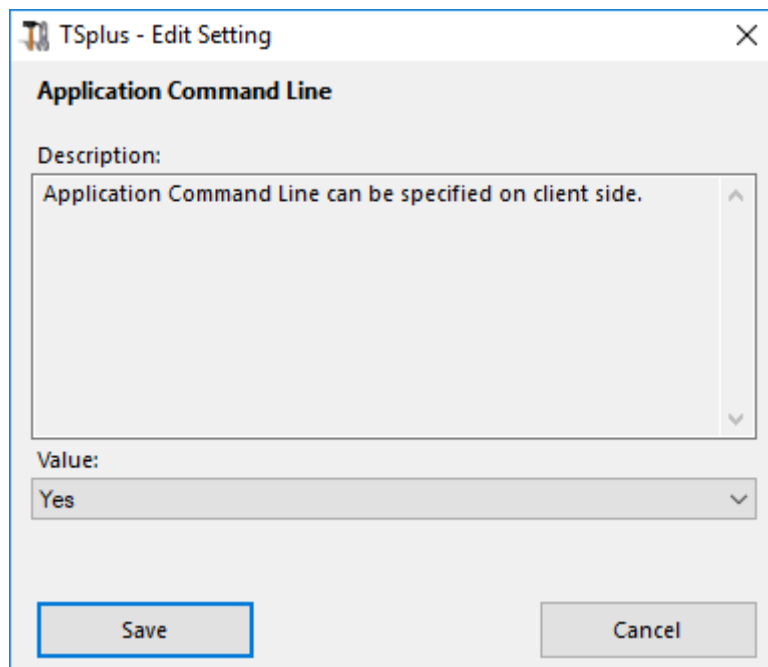 TSplus - Edit Setting
Application Command Line
Description:
Application Command Line can be specified on client side.
Value:
Yes
Save Cancel